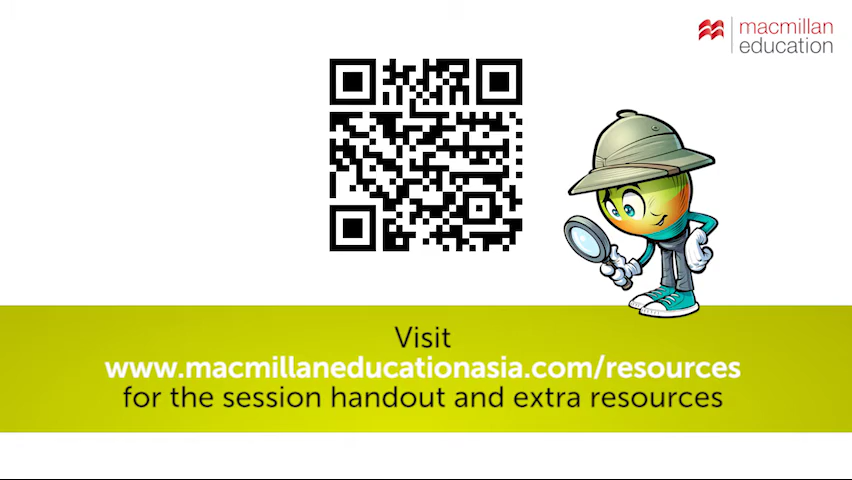 macmillan
education
Visit
www.macmillaneducationasia.com/resources
for the session handout and extra resources